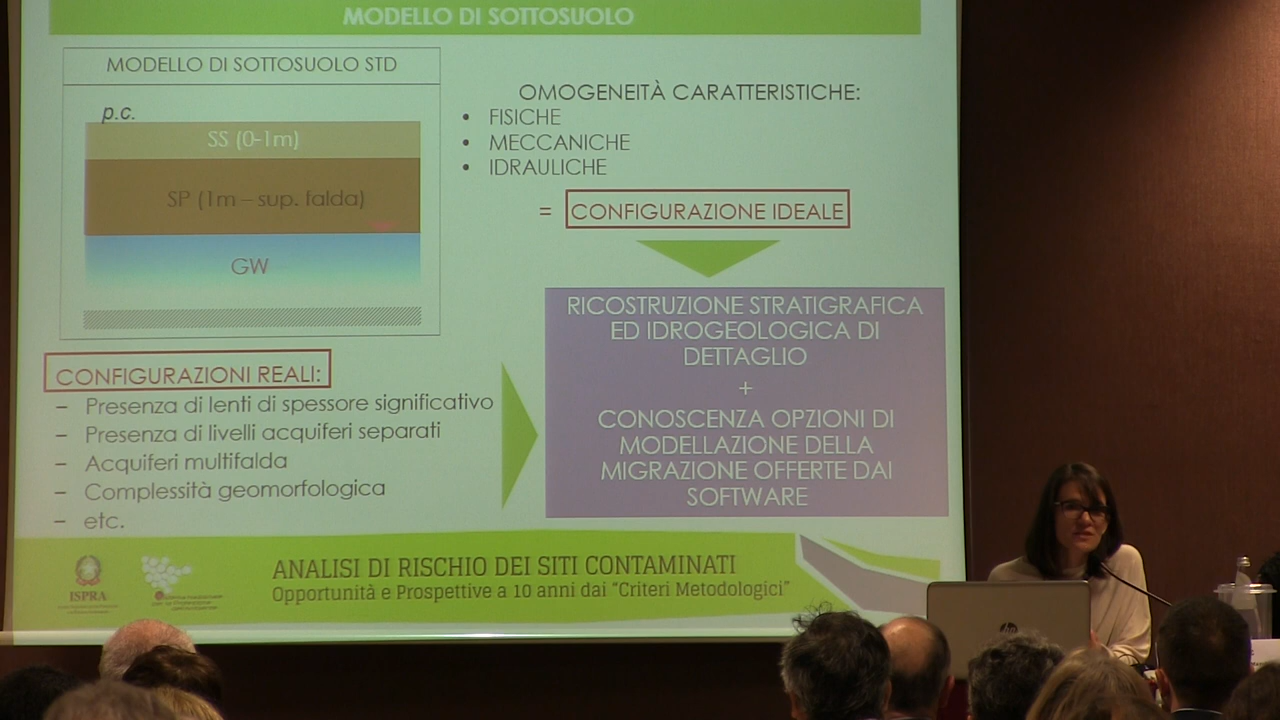 MODELLO DI SOTTOSUOLO
MODELLO DI SOTTOSUOLO STD
p.c.
SS (0-1m)
SP (1m – sup. falda)
GW
OMOGENEITÀ CARATTERISTICHE:
• FISICHE
• MECCANICHE
• IDRAULICHE
= CONFIGURAZIONE IDEALE
CONFIGURAZIONI REALI:
– Presenza di lenti di spessore significativo
– Presenza di livelli acquiferi separati
– Acquiferi multifalda
– Complessità geomorfologica
– etc.
RICOSTRUZIONE STRATIGRAFICA
ED IDROGEOLOGICA DI
DETTAGLIO
+
CONOSCENZA OPZIONI DI
MODELLAZIONE DELLA
MIGRAZIONE OFFERTE DAI
SOFTWARE
ISPRA
ANALISI DI RISCHIO DEI SITI CONTAMINATI
Opportunità e Prospettive a 10 anni dai "Criteri Metodologici"
hp